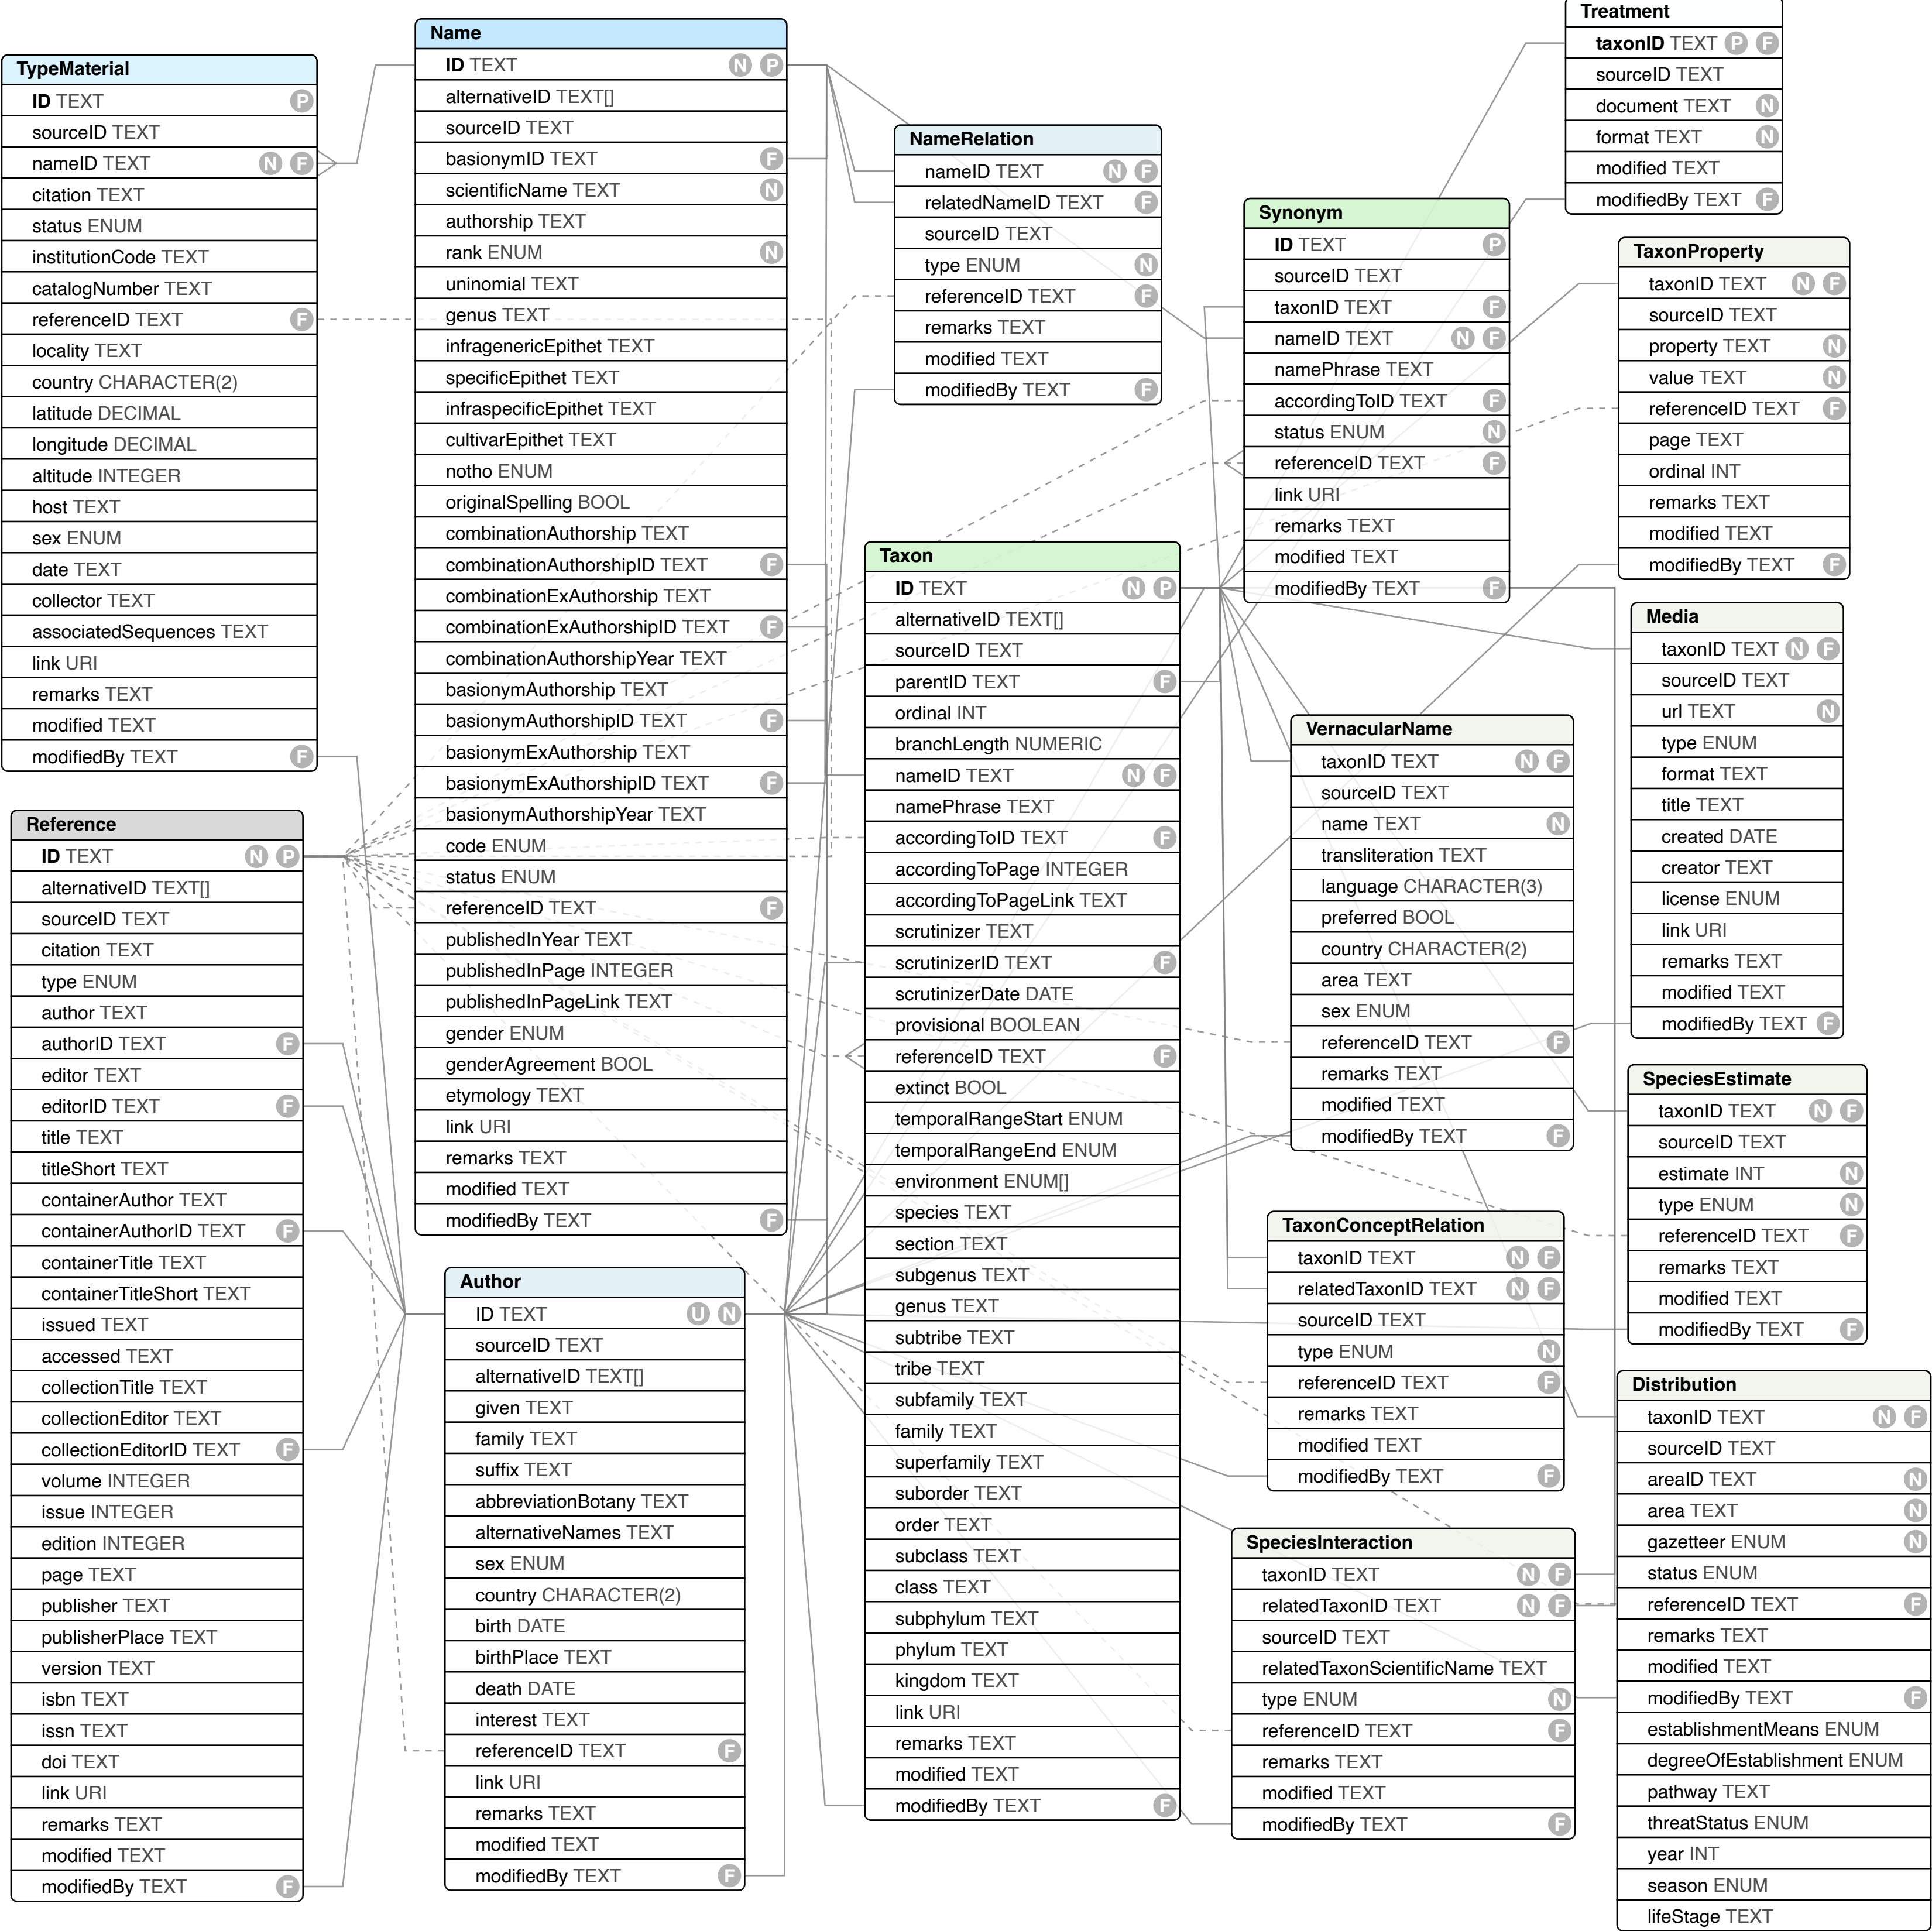 TypeMaterial
ID TEXT P
sourceID TEXT
nameID TEXT N F
citation TEXT
status ENUM
institutionCode TEXT
catalogNumber TEXT
referenceID TEXT F
locality TEXT
country CHARACTER(2)
latitude DECIMAL
longitude DECIMAL
altitude INTEGER
host TEXT
sex ENUM
date TEXT
collector TEXT
associatedSequences TEXT
link URI
remarks TEXT
modified TEXT
modifiedBy TEXT F
Reference
ID TEXT N P
alternativeID TEXT[]
sourceID TEXT
citation TEXT
type ENUM
author TEXT
authorID TEXT F
editor TEXT
editorID TEXT F
title TEXT
titleShort TEXT
containerAuthor TEXT
containerAuthorID TEXT F
containerTitle TEXT
containerTitleShort TEXT
issued TEXT
accessed TEXT
collectionTitle TEXT
collectionEditor TEXT
collectionEditorID TEXT F
volume INTEGER
issue INTEGER
edition INTEGER
page TEXT
publisher TEXT
publisherPlace TEXT
version TEXT
isbn TEXT
issn TEXT
doi TEXT
link URI
remarks TEXT
modified TEXT
modifiedBy TEXT F
Name
ID TEXT N P
alternativeID TEXT[]
sourceID TEXT
basionymID TEXT F
scientificName TEXT N
authorship TEXT
rank ENUM N
uninomial TEXT
genus TEXT
infragenericEpithet TEXT
specificEpithet TEXT
infraspecificEpithet TEXT
cultivarEpithet TEXT
notho ENUM
originalSpelling BOOL
combinationAuthorship TEXT
combinationAuthorshipID TEXT F
combinationExAuthorship TEXT
combinationExAuthorshipID TEXT F
combinationAuthorshipYear TEXT
basionymAuthorship TEXT
basionymAuthorshipID TEXT F
basionymExAuthorship TEXT
basionymExAuthorshipID TEXT F
basionymAuthorshipYear TEXT
code ENUM
status ENUM
referenceID TEXT F
publishedInYear TEXT
publishedInPage INTEGER
publishedInPageLink TEXT
gender ENUM
genderAgreement BOOL
etymology TEXT
link URI
remarks TEXT
modified TEXT
modifiedBy TEXT F
Author
ID TEXT U N
sourceID TEXT
alternativeID TEXT[]
given TEXT
family TEXT
suffix TEXT
abbreviationBotany TEXT
alternativeNames TEXT
sex ENUM
country CHARACTER(2)
birth DATE
birthPlace TEXT
death DATE
interest TEXT
referenceID TEXT F
link URI
remarks TEXT
modified TEXT
modifiedBy TEXT F
NameRelation
nameID TEXT N F
relatedNameID TEXT F
sourceID TEXT
type ENUM N
referenceID TEXT F
remarks TEXT
modified TEXT
modifiedBy TEXT F
Taxon
ID TEXT N P
alternativeID TEXT[]
sourceID TEXT
parentID TEXT F
ordinal INT
branchLength NUMERIC
nameID TEXT N F
namePhrase TEXT
accordingToID TEXT F
accordingToPage INTEGER
accordingToPageLink TEXT
scrutinizer TEXT
scrutinizerID TEXT F
scrutinizerDate DATE
provisional BOOLEAN
referenceID TEXT F
extinct BOOL
temporalRangeStart ENUM
temporalRangeEnd ENUM
environment ENUM[]
species TEXT
section TEXT
subgenus TEXT
genus TEXT
subtribe TEXT
tribe TEXT
subfamily TEXT
family TEXT
superfamily TEXT
suborder TEXT
order TEXT
subclass TEXT
class TEXT
subphylum TEXT
phylum TEXT
kingdom TEXT
link URI
remarks TEXT
modified TEXT
modifiedBy TEXT F
Synonym
ID TEXT P
sourceID TEXT
taxonID TEXT F
nameID TEXT N F
namePhrase TEXT
accordingToID TEXT F
status ENUM N
referenceID TEXT F
link URI
remarks TEXT
modified TEXT
modifiedBy TEXT F
VernacularName
taxonID TEXT N F
sourceID TEXT
name TEXT N
transliteration TEXT
language CHARACTER(3)
preferred BOOL
country CHARACTER(2)
area TEXT
sex ENUM
referenceID TEXT F
remarks TEXT
modified TEXT
modifiedBy TEXT F
TaxonConceptRelation
taxonID TEXT N F
relatedTaxonID TEXT N F
sourceID TEXT
type ENUM N
referenceID TEXT F
remarks TEXT
modified TEXT
modifiedBy TEXT F
SpeciesInteraction
taxonID TEXT N F
relatedTaxonID TEXT N F
sourceID TEXT
relatedTaxonScientificName TEXT
type ENUM N
referenceID TEXT F
remarks TEXT
modified TEXT
modifiedBy TEXT F
Treatment
taxonID TEXT P F
sourceID TEXT
document TEXT N
format TEXT N
modified TEXT
modifiedBy TEXT F
TaxonProperty
taxonID TEXT N F
sourceID TEXT
property TEXT N
value TEXT N
referenceID TEXT F
page TEXT
ordinal INT
remarks TEXT
modified TEXT
modifiedBy TEXT F
Media
taxonID TEXT N F
sourceID TEXT
url TEXT N
type ENUM
format TEXT
title TEXT
created DATE
creator TEXT
license ENUM
link URI
remarks TEXT
modified TEXT
modifiedBy TEXT F
SpeciesEstimate
taxonID TEXT N F
sourceID TEXT
estimate INT N
type ENUM N
referenceID TEXT F
remarks TEXT
modified TEXT
modifiedBy TEXT F
Distribution
taxonID TEXT N F
sourceID TEXT
areaID TEXT N
area TEXT N
gazetteer ENUM N
status ENUM
referenceID TEXT F
remarks TEXT
modified TEXT
modifiedBy TEXT F
establishmentMeans ENUM
degreeOfEstablishment ENUM
pathway TEXT
threatStatus ENUM
year INT
season ENUM
lifeStage TEXT